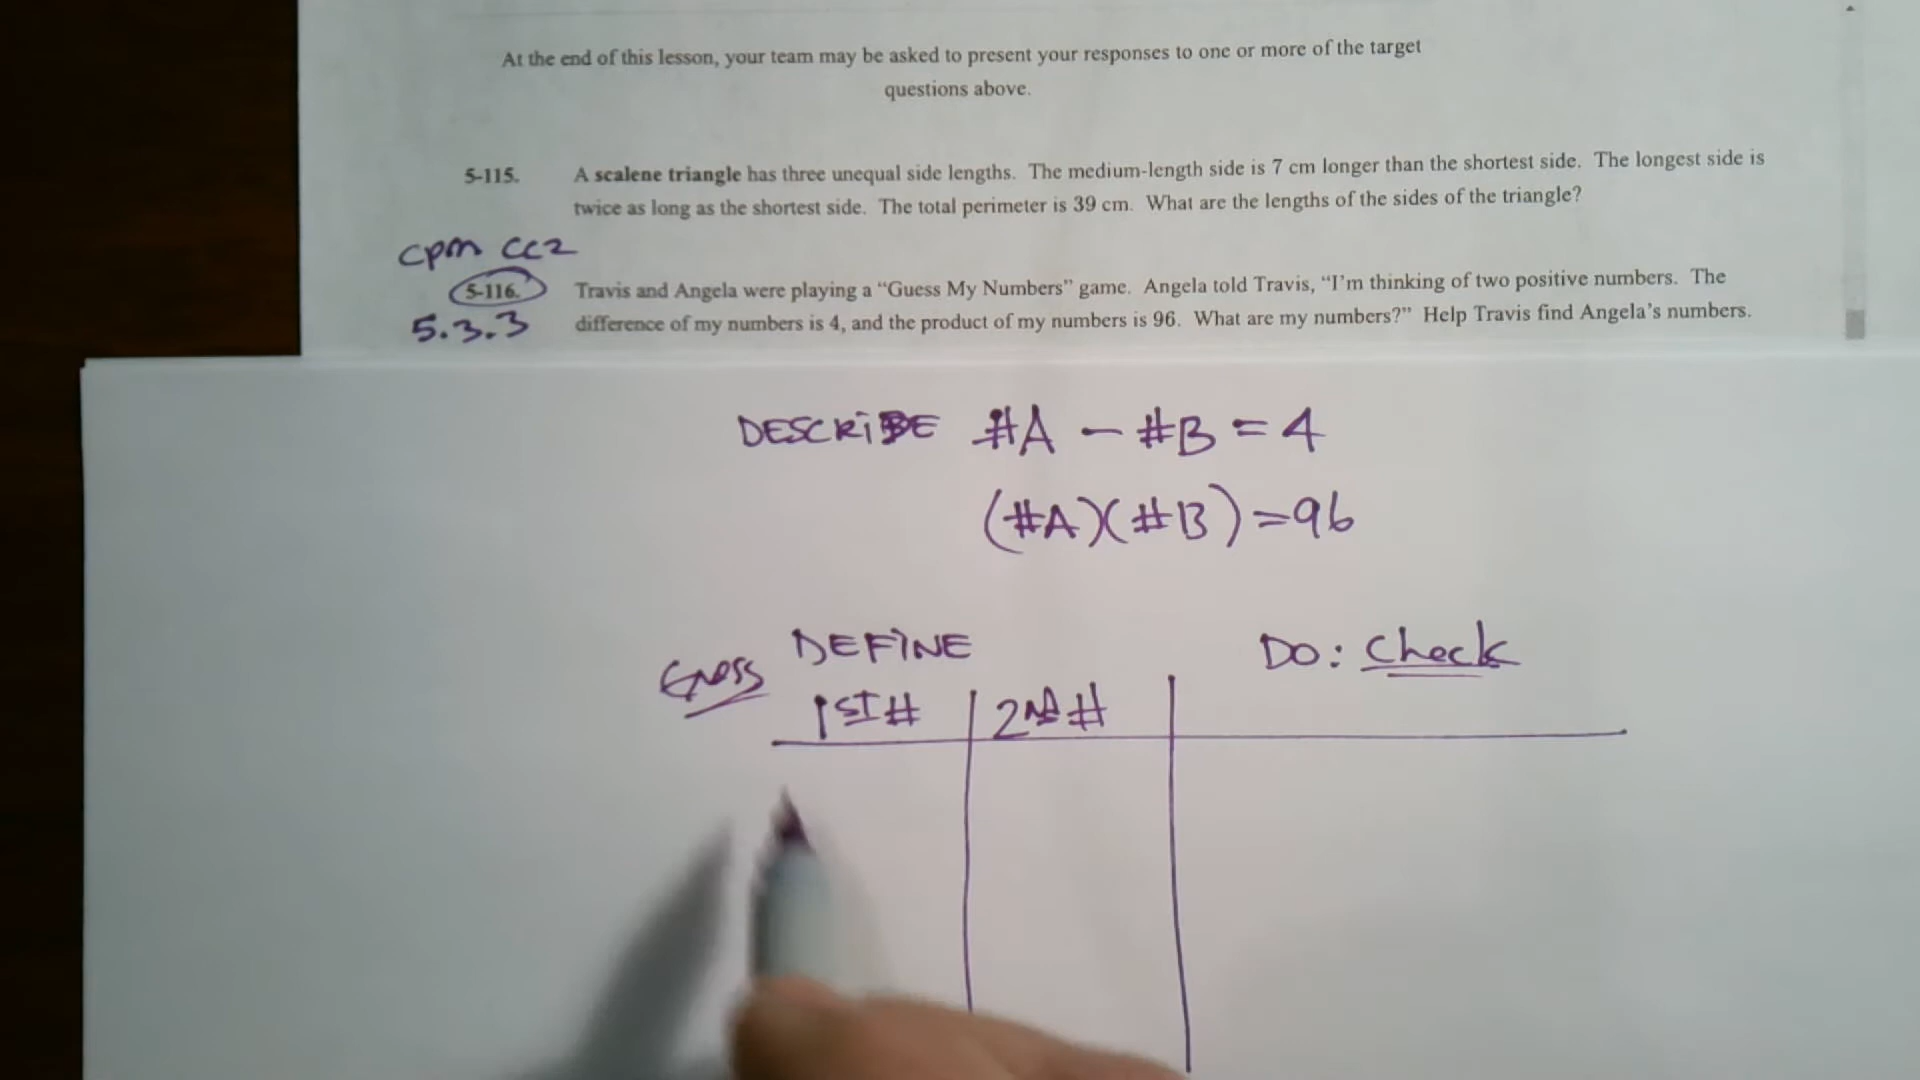 At the end of this lesson, your team may be asked to present your responses to one or more of the target
questions above.
5-115. A scalene triangle has three unequal side lengths. The medium-length side is 7 cm longer than the shortest side. The longest side is
twice as long as the shortest side. The total perimeter is 39 cm. What are the lengths of the sides of the triangle?
cpm cc2
5-116. Travis and Angela were playing a “Guess My Numbers” game. Angela told Travis, “I’m thinking of two positive numbers. The
5.3.3 difference of my numbers is 4, and the product of my numbers is 96. What are my numbers?” Help Travis find Angela’s numbers.
DESCRIBE #A - #B = 4
(#A)(#B) = 96
DEFINE Do: Check
Guess
1ST # 2ND #